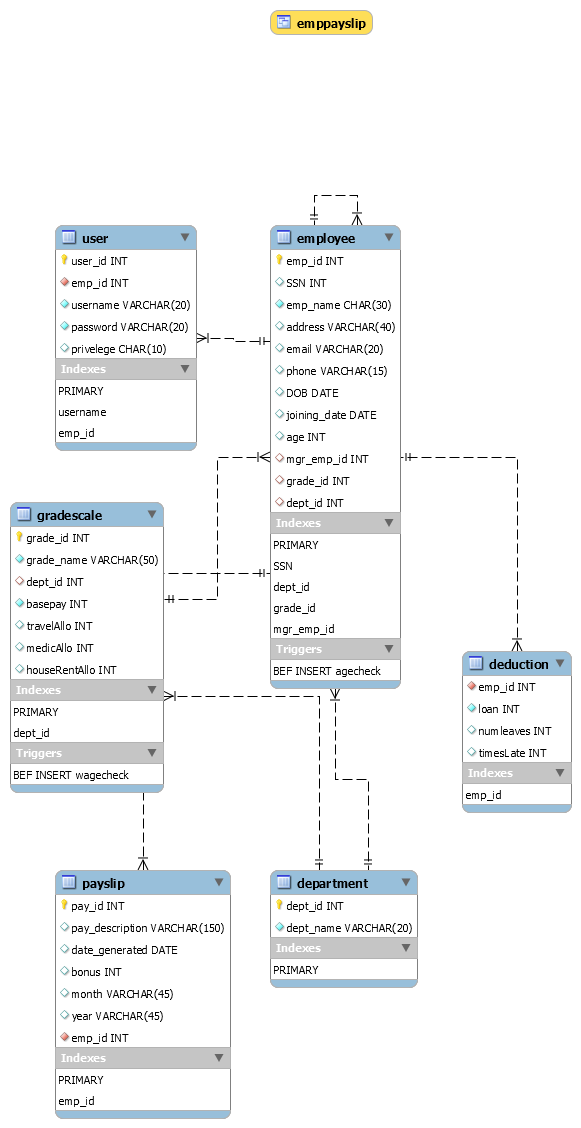 emppayslip
user
user_id INT
emp_id INT
username VARCHAR(20)
password VARCHAR(20)
privelege CHAR(10)
Indexes
PRIMARY
username
emp_id
employee
emp_id INT
SSN INT
emp_name CHAR(30)
address VARCHAR(40)
email VARCHAR(20)
phone VARCHAR(15)
DOB DATE
joining_date DATE
age INT
mgr_emp_id INT
grade_id INT
dept_id INT
Indexes
PRIMARY
SSN
dept_id
grade_id
mgr_emp_id
Triggers
BEF INSERT agecheck
gradescale
grade_id INT
grade_name VARCHAR(50)
dept_id INT
basepay INT
travelAllo INT
medicAllo INT
houseRentAllo INT
Indexes
PRIMARY
dept_id
Triggers
BEF INSERT wagecheck
deduction
emp_id INT
loan INT
numleaves INT
timesLate INT
Indexes
emp_id
payslip
pay_id INT
pay_description VARCHAR(150)
date_generated DATE
bonus INT
month VARCHAR(45)
year VARCHAR(45)
emp_id INT
Indexes
PRIMARY
emp_id
department
dept_id INT
dept_name VARCHAR(20)
Indexes
PRIMARY